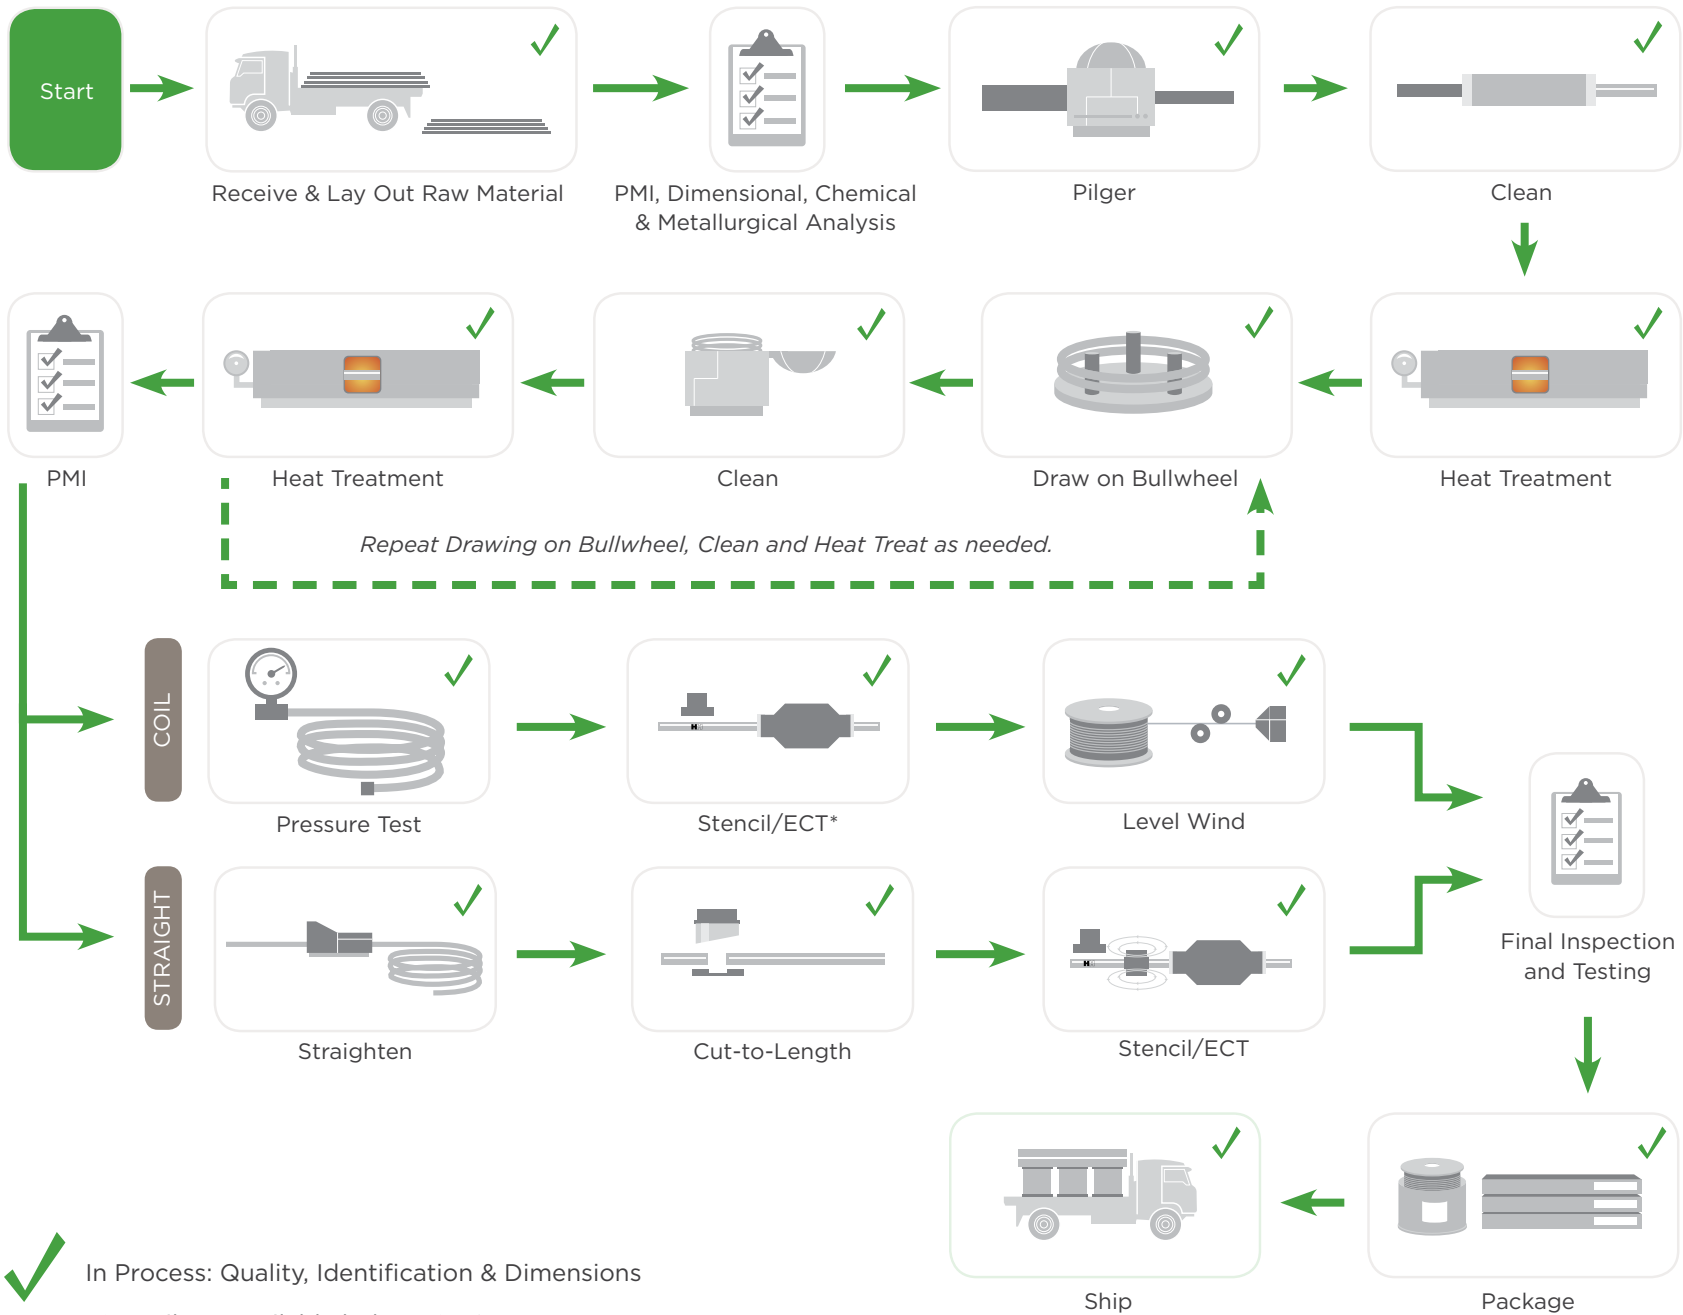 Start
Receive & Lay Out Raw Material
PMI, Dimensional, Chemical
& Metallurgical Analysis
Pilger
Clean
PMI
Heat Treatment
Clean
Draw on Bullwheel
Heat Treatment
Repeat Drawing on Bullwheel, Clean and Heat Treat as needed.
COIL
Pressure Test
Stencil/ECT*
Level Wind
STRAIGHT
Straighten
Cut-to-Length
Stencil/ECT
Final Inspection
and Testing
Ship
Package
In Process: Quality, Identification & Dimensions